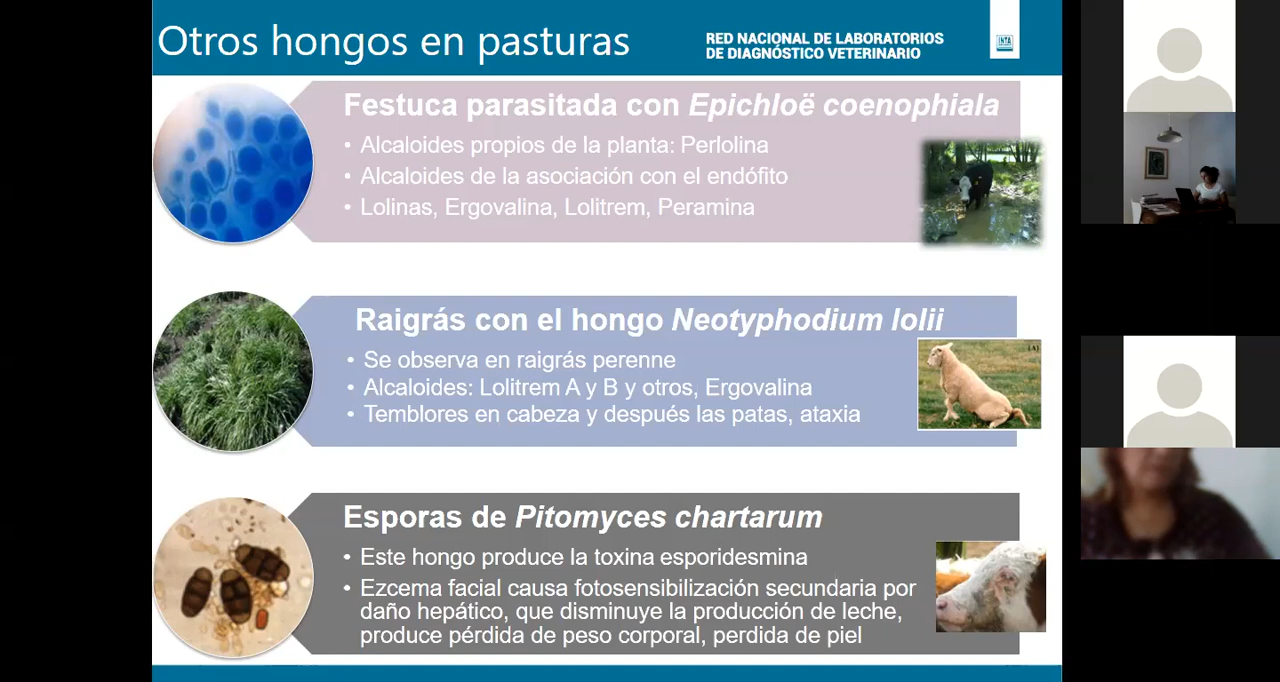 Otros hongos en pasturas
RED NACIONAL DE LABORATORIOS
DE DIAGNÓSTICO VETERINARIO
INTA
Festuca parasitada con Epichloë coenophiala
• Alcaloides propios de la planta: Perlolina
• Alcaloides de la asociación con el endófito
• Lolinas, Ergovalina, Lolitrem, Peramina
Raigrás con el hongo Neotyphodium lolii
• Se observa en raigrás perenne
• Alcaloides: Lolitrem A y B y otros, Ergovalina
• Temblores en cabeza y después las patas, ataxia
(A)
Esporas de Pitomyces chartarum
• Este hongo produce la toxina esporidesmina
• Ezcema facial causa fotosensibilización secundaria por
daño hepático, que disminuye la producción de leche,
produce pérdida de peso corporal, perdida de piel